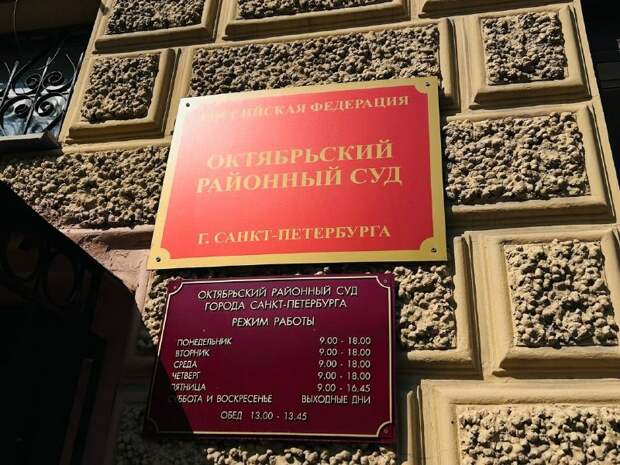 РОССИЙСКАЯ ФЕДЕРАЦИЯ
ОКТЯБРЬСКИЙ
РАЙОННЫЙ СУД
Г. САНКТ-ПЕТЕРБУРГА
ОКТЯБРЬСКИЙ РАЙОННЫЙ СУД
ГОРОДА САНКТ-ПЕТЕРБУРГА
РЕЖИМ РАБОТЫ
ПОНЕДЕЛЬНИК 9.00 - 18.00
ВТОРНИК 9.00 - 18.00
СРЕДА 9.00 - 18.00
ЧЕТВЕРГ 9.00 - 18.00
ПЯТНИЦА 9.00 - 16.45
СУББОТА И ВОСКРЕСЕНЬЕ ВЫХОДНЫЕ ДНИ
ОБЕД 13.00 - 13.45